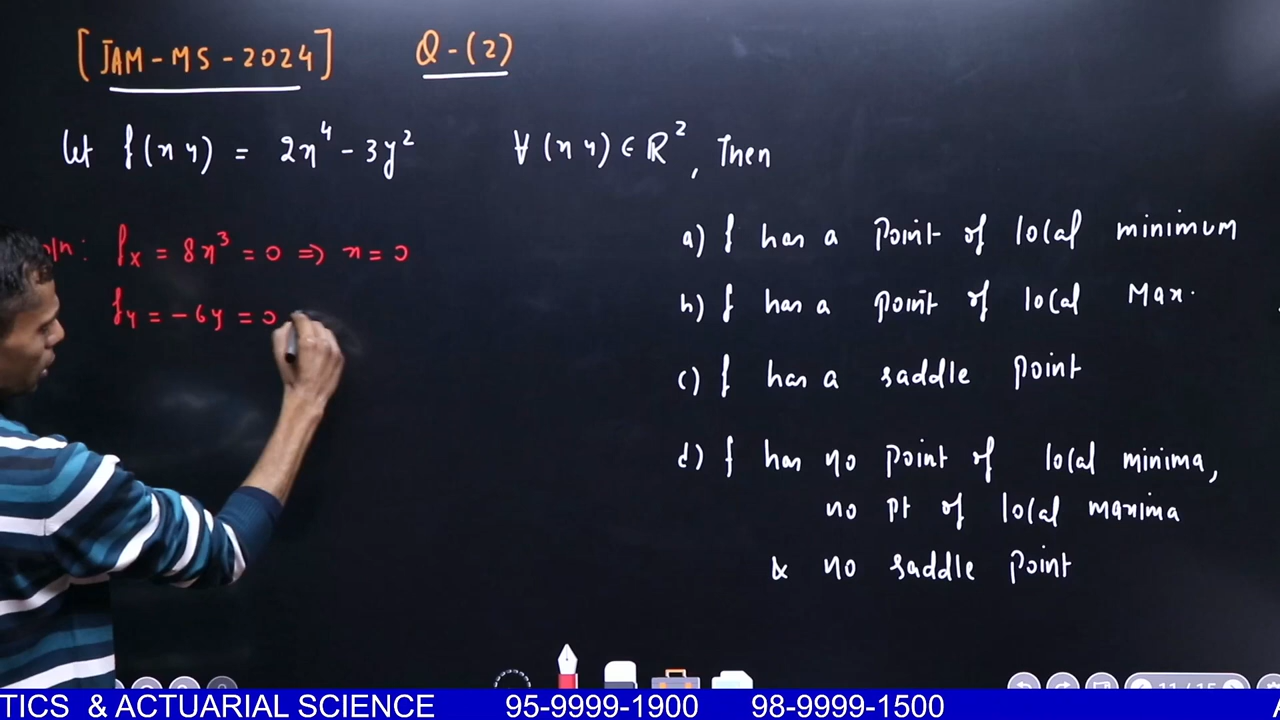 [JAM-MS-2024] Q-(2)
Let f(x y) = 2x⁴ - 3y² ∀ (x y) ∈ ℝ², Then
f_x = 8x³ = 0 ⇒ x = 0
f_y = -6y = 0
a) f has a point of local minimum
b) f has a point of local Max.
c) f has a saddle point
d) f has no point of local minima,
no pt of local maxima
& no saddle point
11 / 15
TICS & ACTUARIAL SCIENCE 95-9999-1900 98-9999-1500